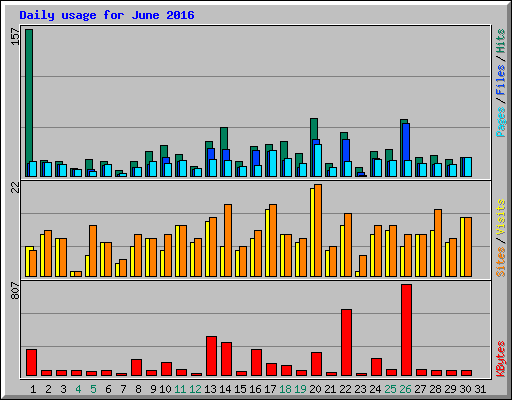 Daily usage for June 2016
157
Pages / Files / Hits
22
Sites / Visits
807
KBytes
1 2 3 4 5 6 7 8 9 10 11 12 13 14 15 16 17 18 19 20 21 22 23 24 25 26 27 28 29 30 31